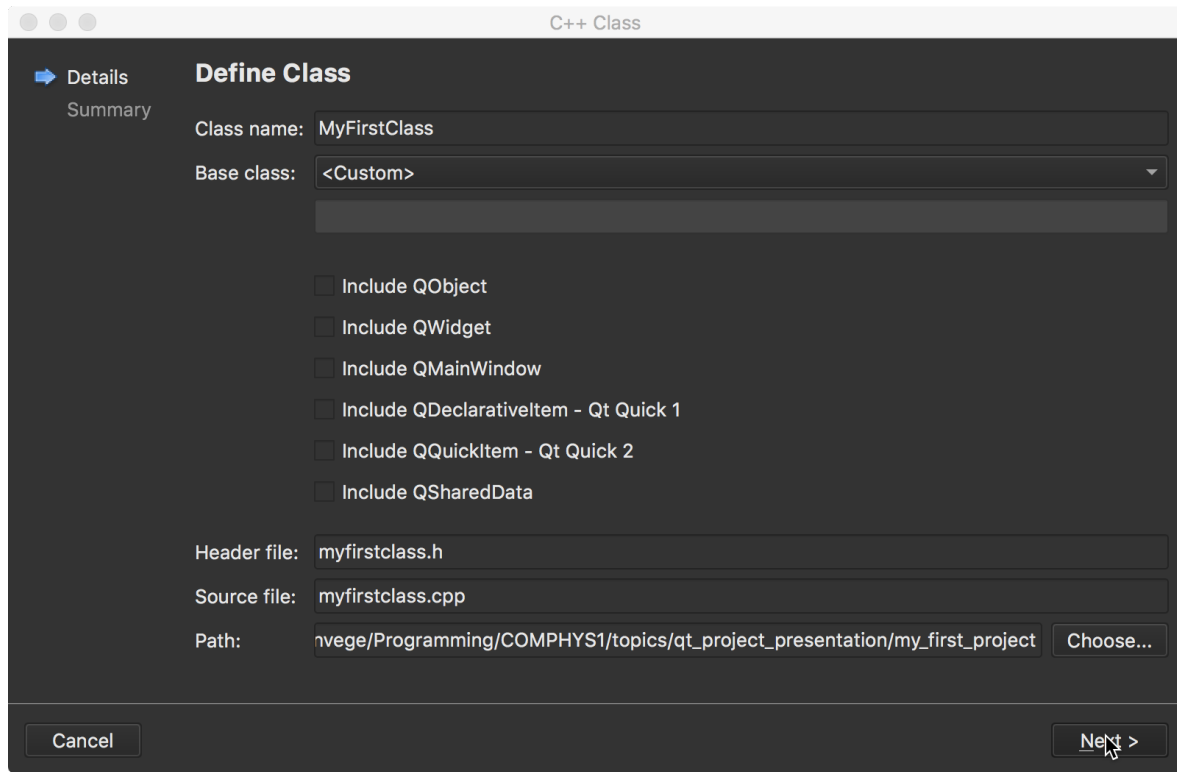 C++ Class
Details
Summary
Define Class
Class name: MyFirstClass
Base class: <Custom>
Include QObject
Include QWidget
Include QMainWindow
Include QDeclarativeItem - Qt Quick 1
Include QQuickItem - Qt Quick 2
Include QSharedData
Header file: myfirstclass.h
Source file: myfirstclass.cpp
Path: nvege/Programming/COMPHYS1/topics/qt_project_presentation/my_first_project Choose...
Cancel Next >